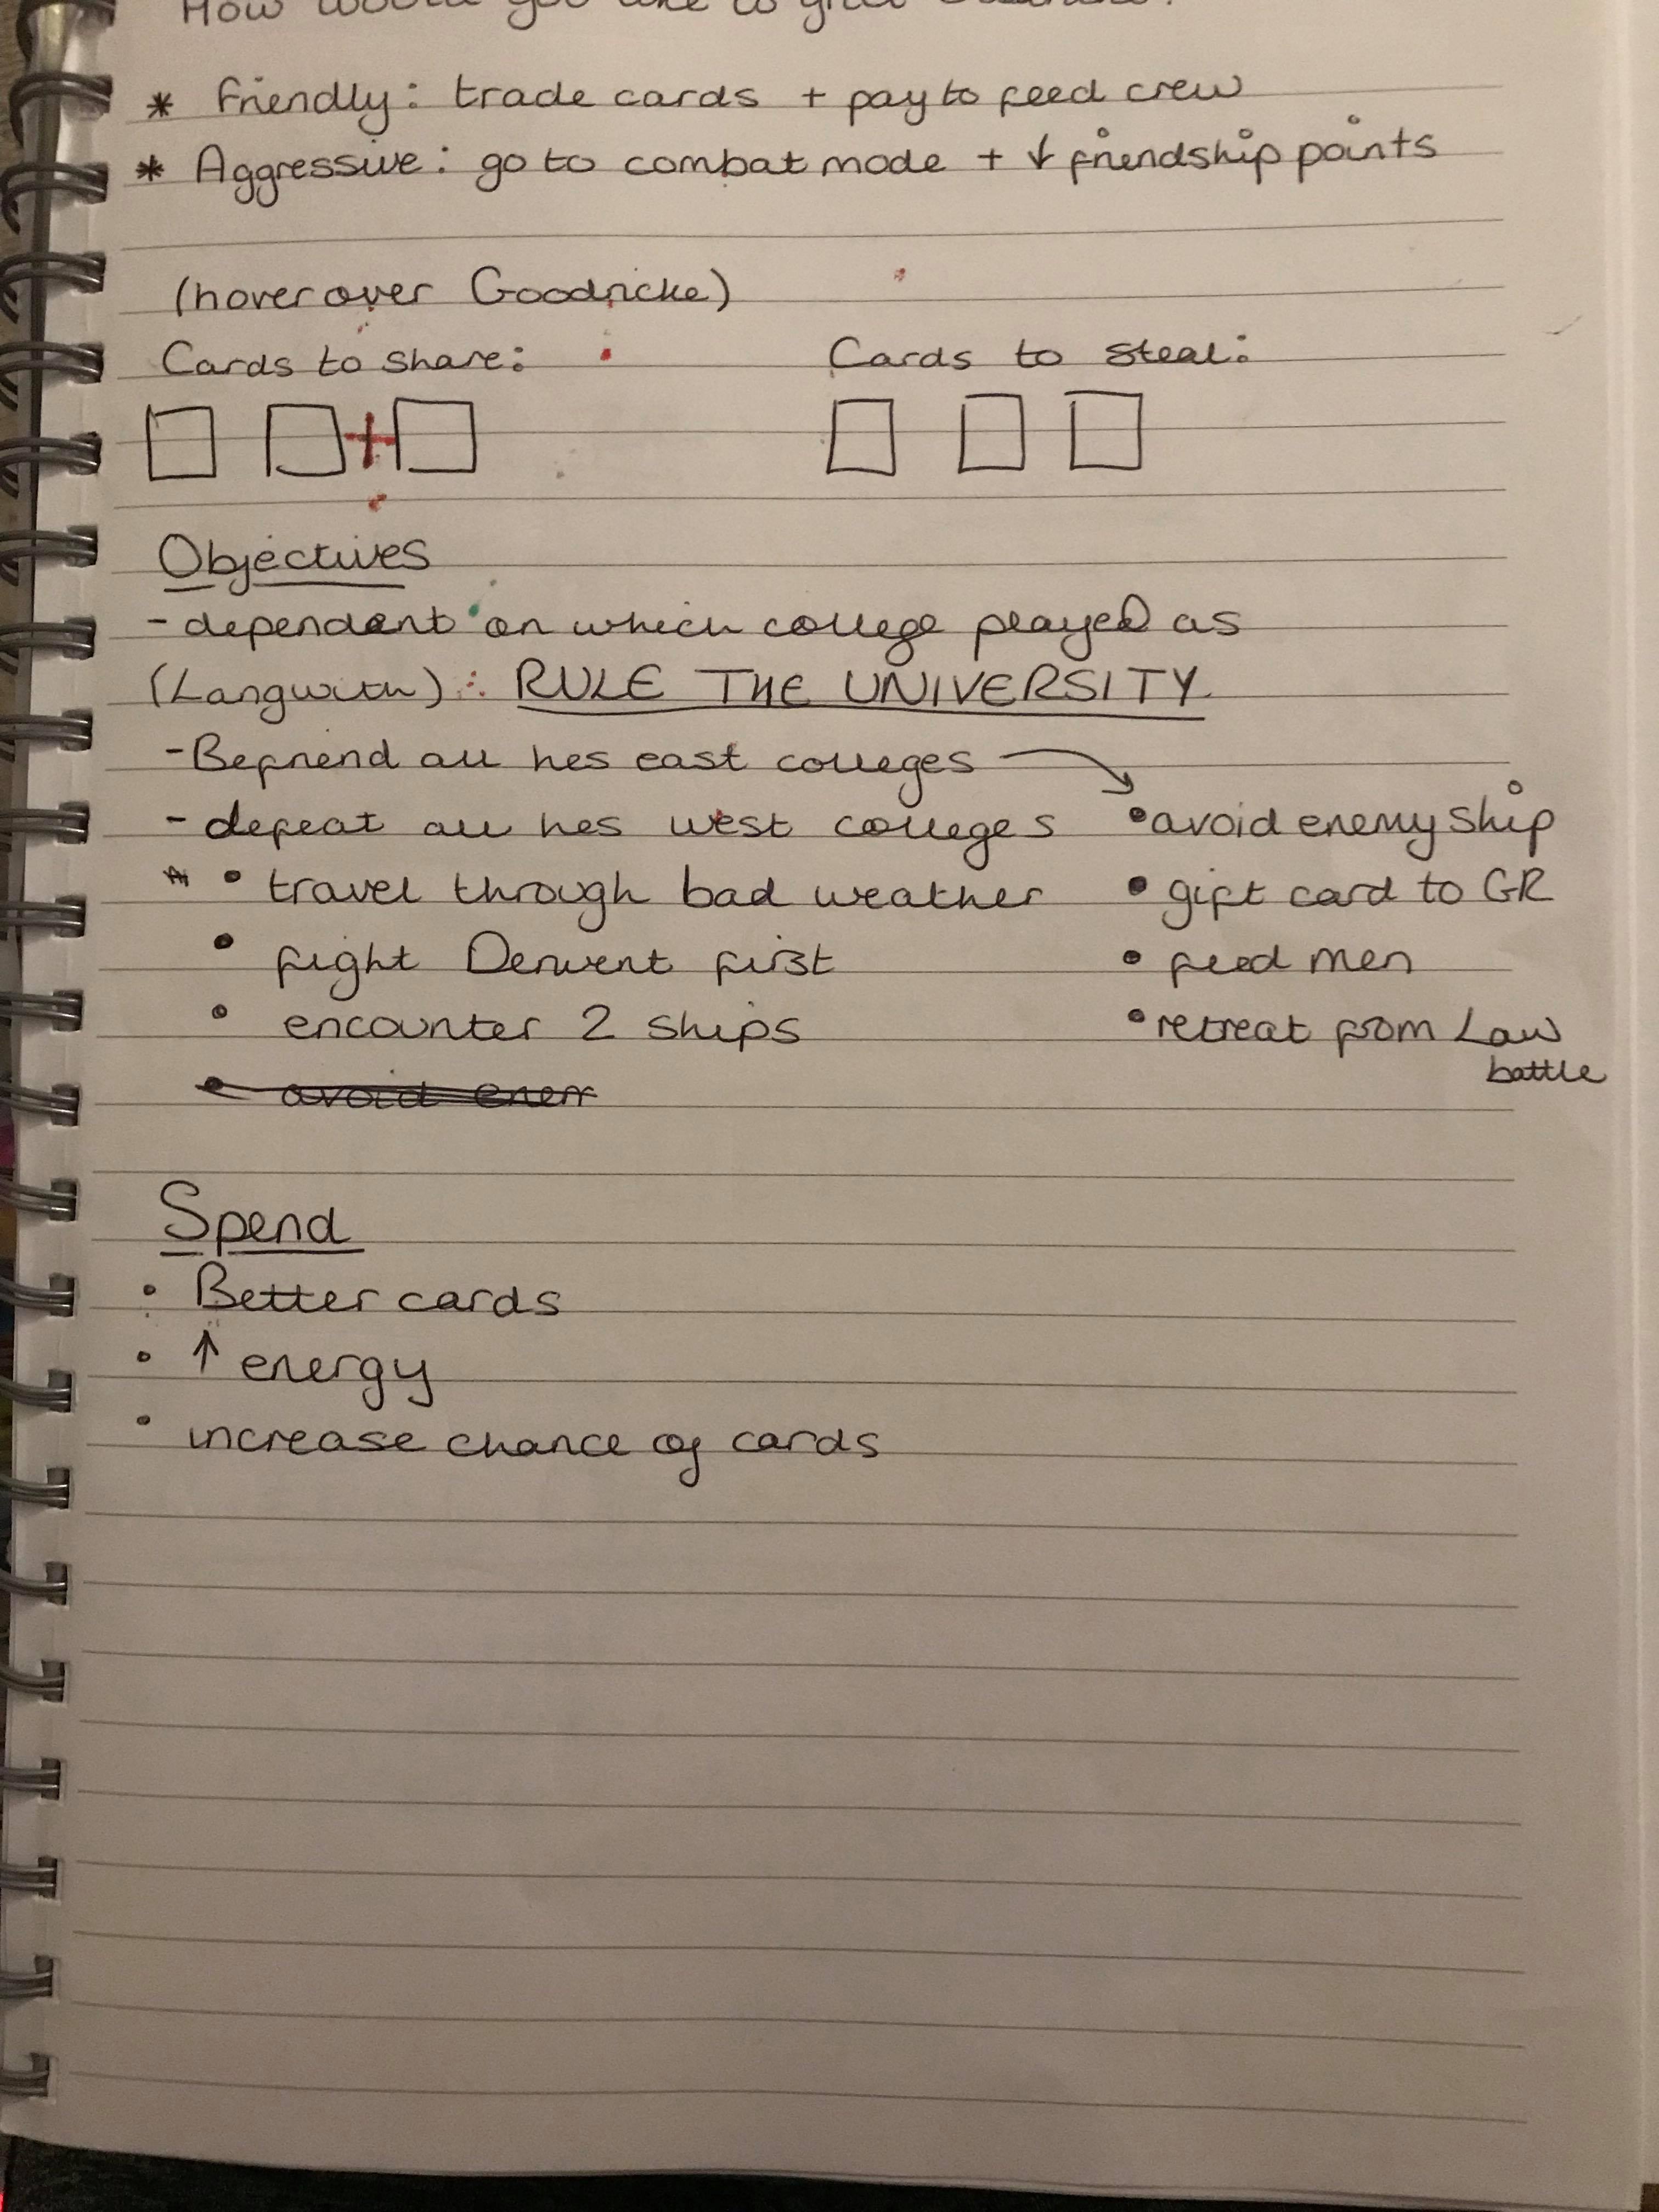 How would you like to
* Friendly: trade cards + pay to feed crew
* Aggressive: go to combat mode + ↓ friendship points
(hover over Goodricke)
Cards to share:
Cards to steal:
+
Objectives
- dependent on which college played as
(Langwith) ∴ RULE THE UNIVERSITY
- Befriend all hes east colleges
- defeat all hes west colleges
• travel through bad weather
• fight Derwent first
• encounter 2 ships
• avoid enem
• avoid enemy ship
• gift card to GR
• feed men
• retreat from Law
battle
Spend
• Better cards
• ↑ energy
• increase chance of cards